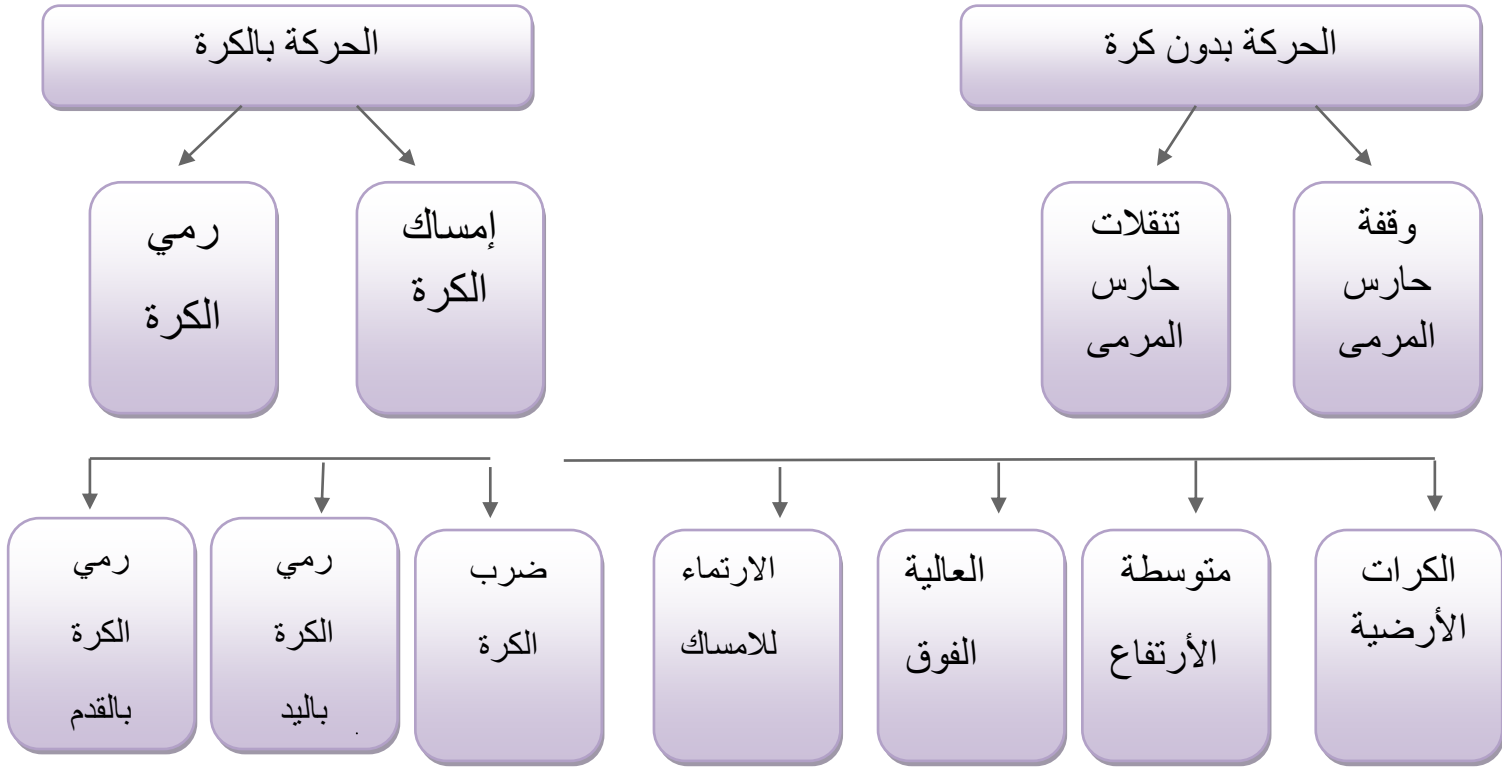 الحركة بدون كرة
الحركة بالكرة
وقفة
حارس
المرمى
تنقلات
حارس
المرمى
إمساك
الكرة
رمي
الكرة
الكرات
الأرضية
متوسطة
الأرتفاع
العالية
الفوق
الارتماء
للامساك
ضرب
الكرة
رمي
الكرة
باليد
.
رمي
الكرة
بالقدم